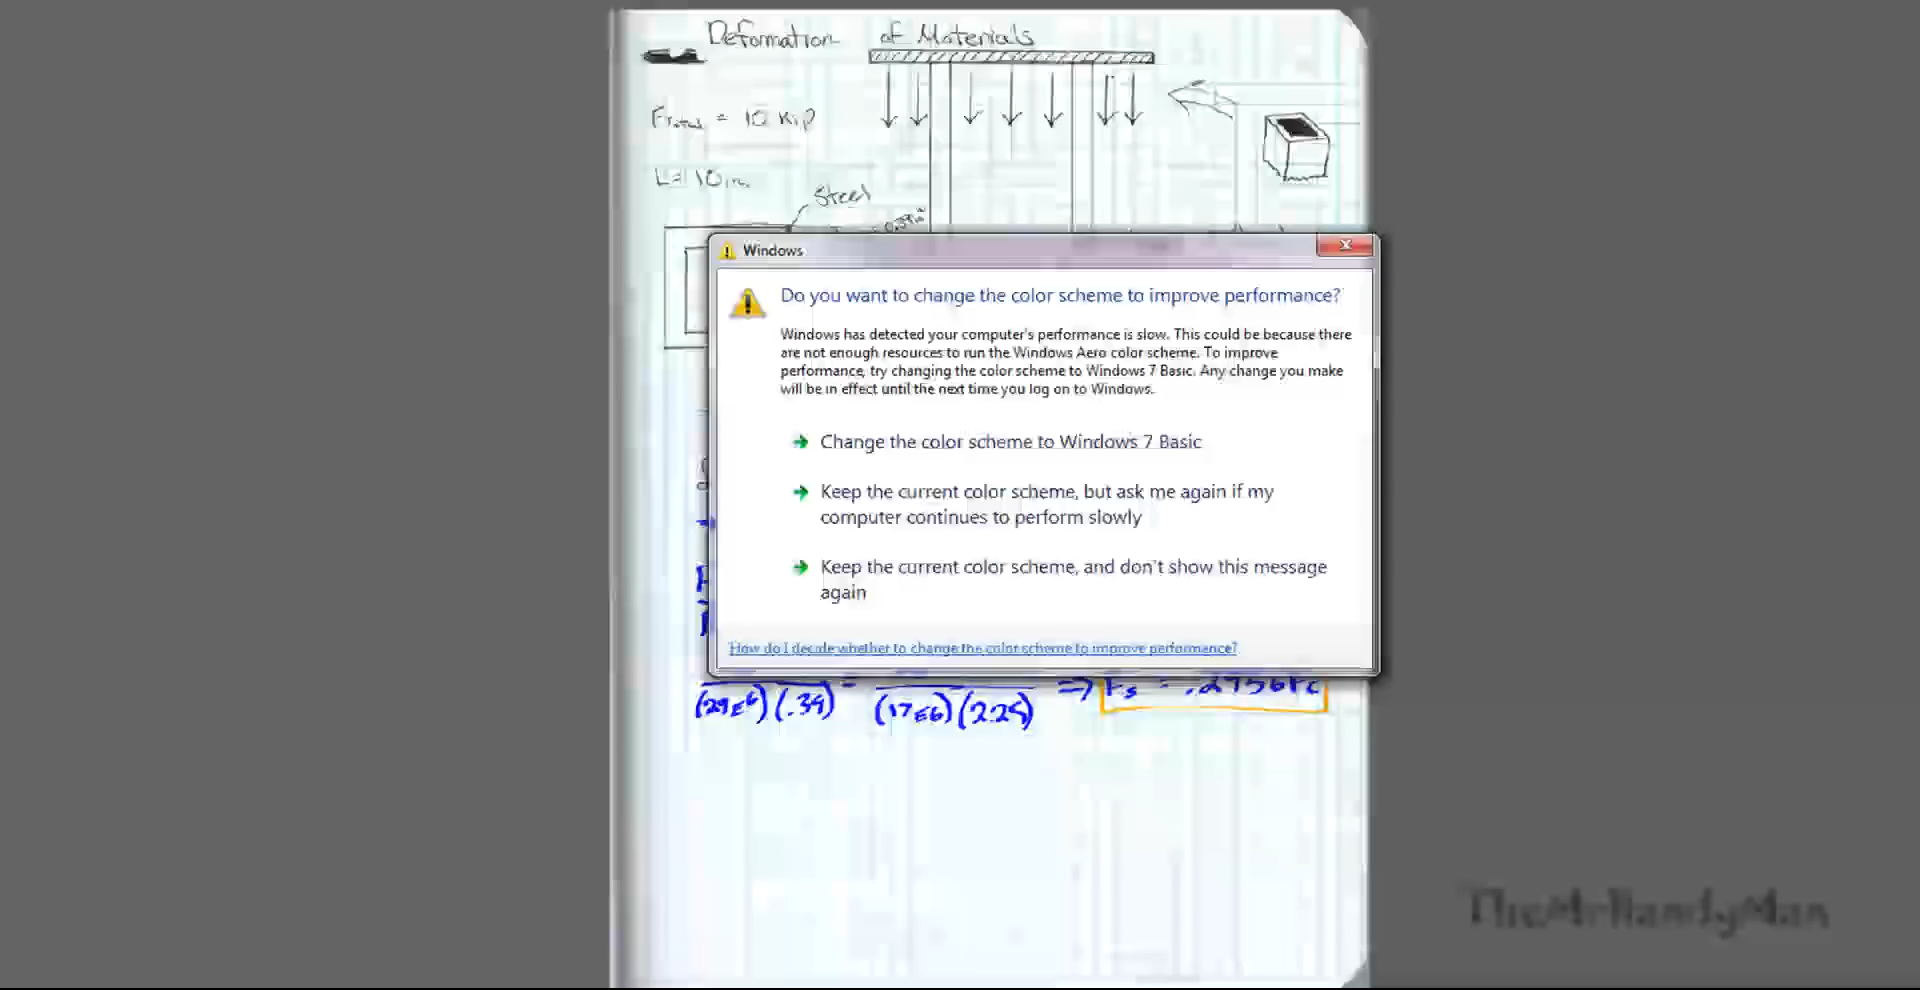 Deformation of Materials
FTotal = 10 Kip
L = 10 in.
Steel
Windows
Do you want to change the color scheme to improve performance?
Windows has detected your computer's performance is slow. This could be because there
are not enough resources to run the Windows Aero color scheme. To improve
performance, try changing the color scheme to Windows 7 Basic. Any change you make
will be in effect until the next time you log on to Windows.
Change the color scheme to Windows 7 Basic
Keep the current color scheme, but ask me again if my
computer continues to perform slowly
Keep the current color scheme, and don't show this message
again
How do I decide whether to change the color scheme to improve performance?
(29E6)(.39) = (17E6)(2.25) => Fs = .2956Fc
TheMrHandyMan